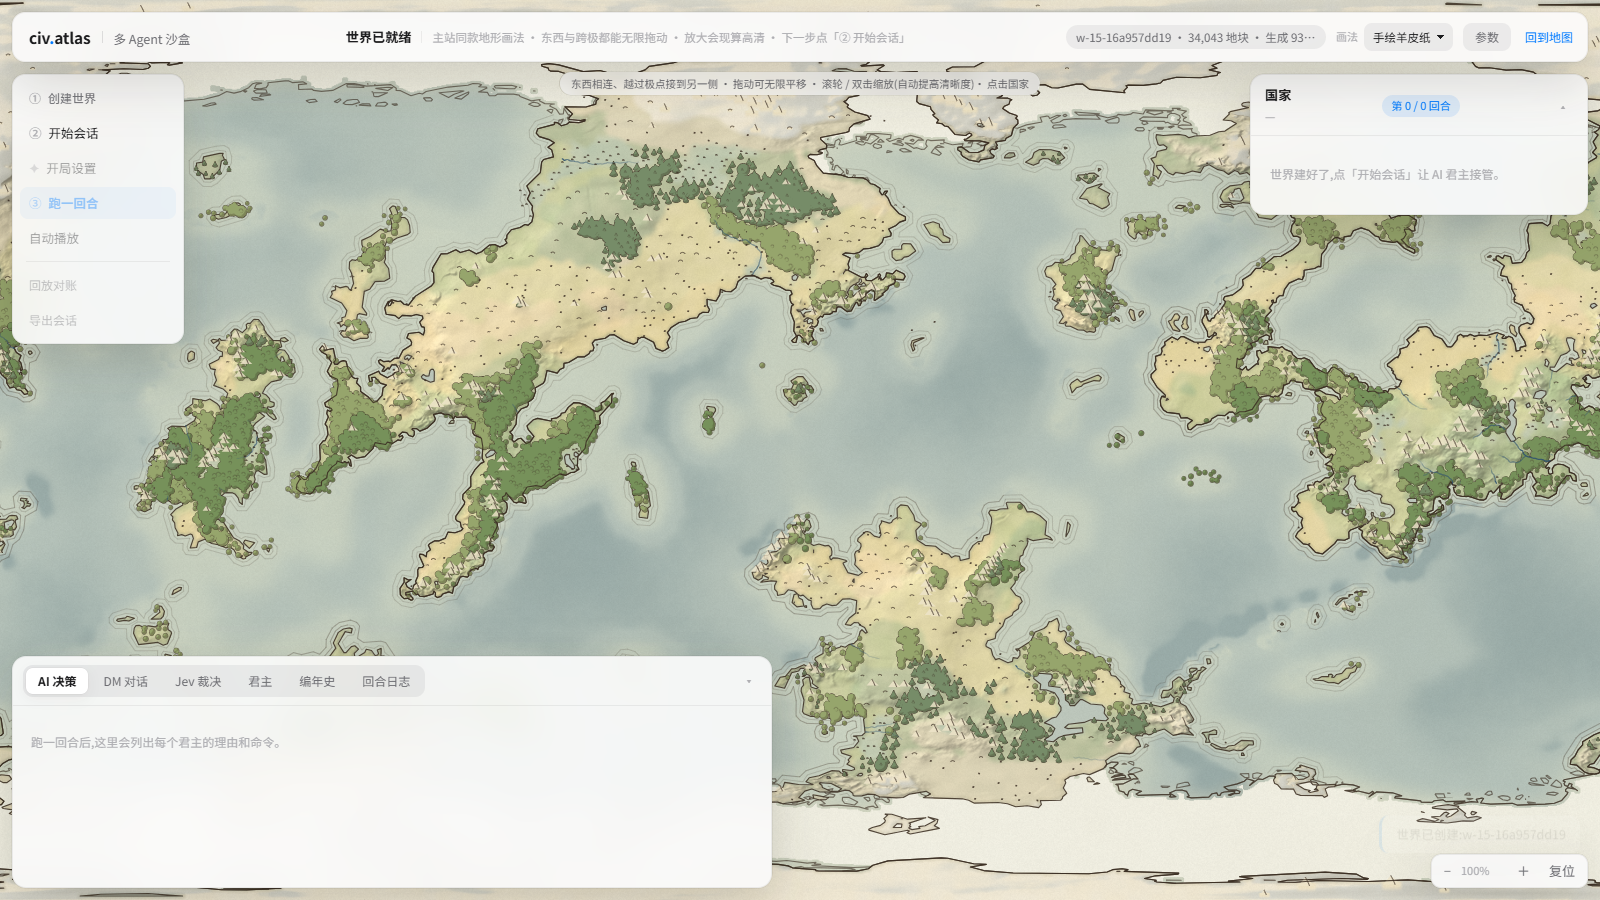 civ.atlas 多 Agent 沙盒
世界已就绪 主站同款地形画法 • 东西与跨极都能无限拖动 • 放大会现算高清 • 下一步点「② 开始会话」
w-15-16a957dd19 • 34,043 地块 • 生成 93… 画法 手绘羊皮纸 参数 回到地图
东西相连、越过极点接到另一侧 • 拖动可无限平移 • 滚轮 / 双击缩放(自动提高清晰度) • 点击国家
① 创建世界
② 开始会话
✦ 开局设置
③ 跑一回合
自动播放
回放对账
导出会话
国家
—
第 0 / 0 回合
世界建好了,点「开始会话」让 AI 君主接管。
AI 决策 DM 对话 Jev 裁决 君主 编年史 回合日志
跑一回合后,这里会列出每个君主的理由和命令。
世界已创建:w-15-16a957dd19
− 100% + 复位